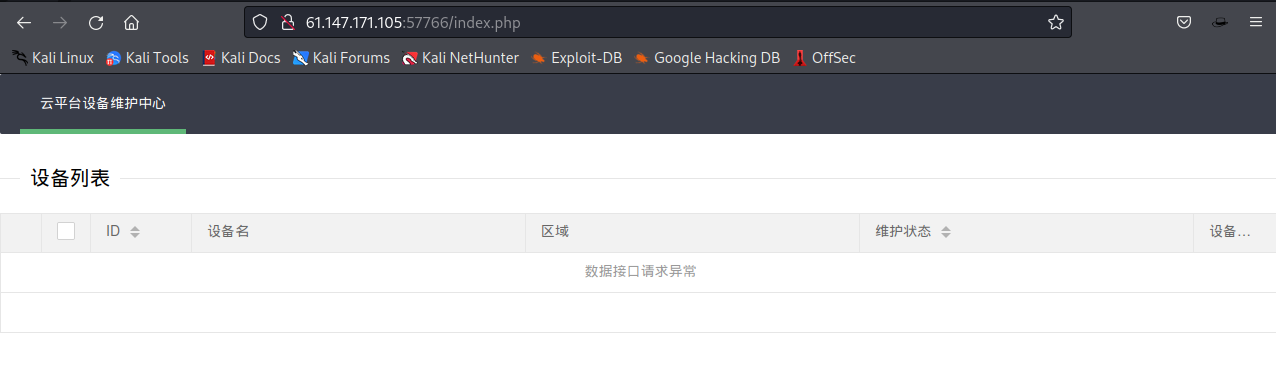 61.147.171.105:57766/index.php
Kali Linux Kali Tools Kali Docs Kali Forums Kali NetHunter Exploit-DB Google Hacking DB OffSec
云平台设备维护中心
设备列表
ID 设备名 区域 维护状态 设备...
数据接口请求异常